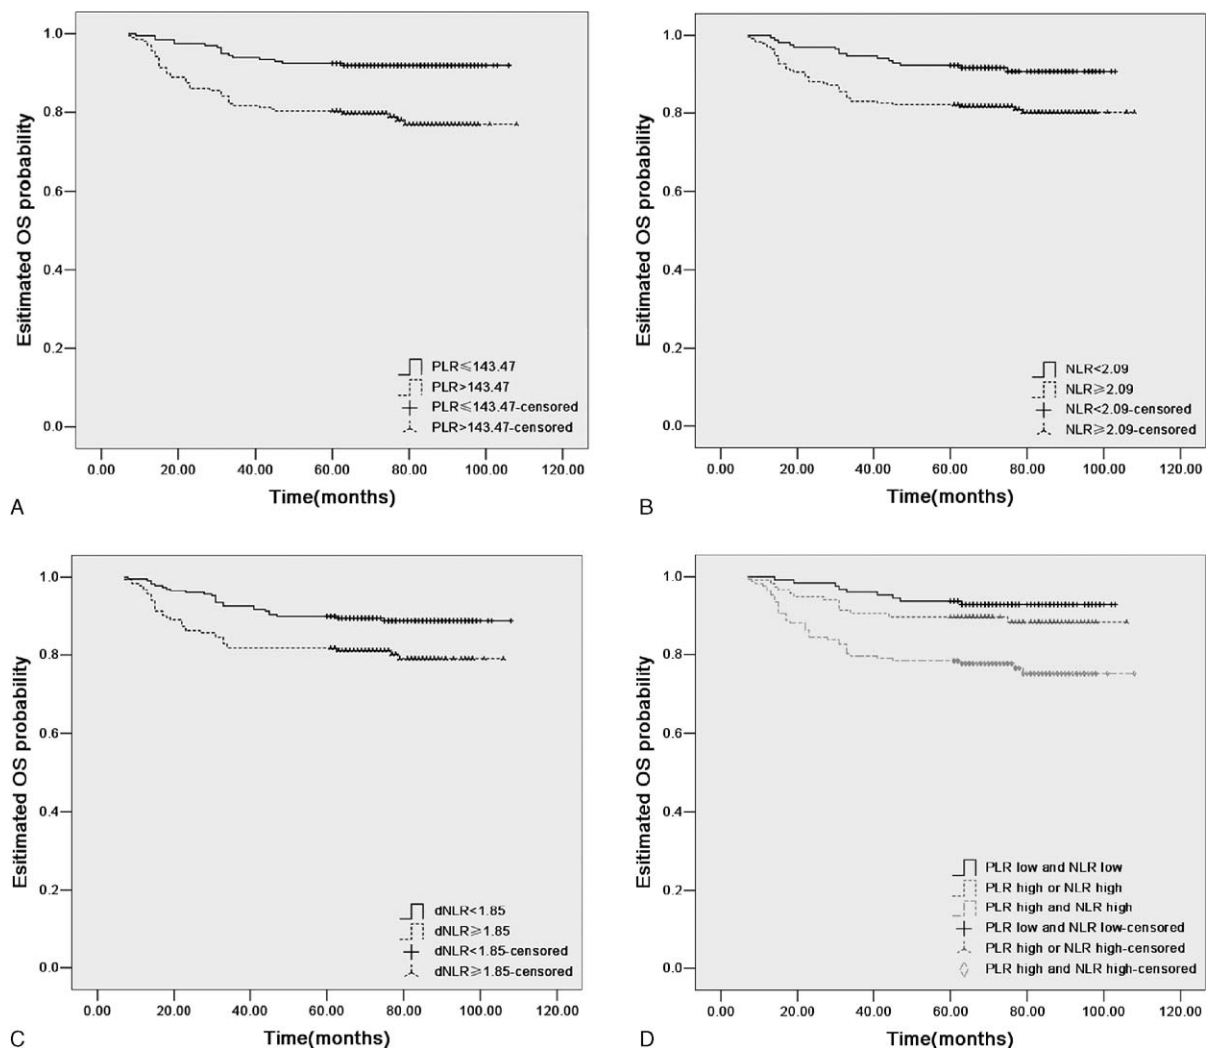 Esitimated OS probability
1.0
0.8
0.6
0.4
0.2
0.0
PLR≤143.47
PLR>143.47
PLR≤143.47-censored
PLR>143.47-censored
0.00 20.00 40.00 60.00 80.00 100.00 120.00
Time(months)
A
Esitimated OS probability
1.0
0.8
0.6
0.4
0.2
0.0
NLR<2.09
NLR≥2.09
NLR<2.09-censored
NLR≥2.09-censored
0.00 20.00 40.00 60.00 80.00 100.00 120.00
Time(months)
B
Esitimated OS probability
1.0
0.8
0.6
0.4
0.2
0.0
dNLR<1.85
dNLR≥1.85
dNLR<1.85-censored
dNLR≥1.85-censored
0.00 20.00 40.00 60.00 80.00 100.00 120.00
Time(months)
C
Esitimated OS probability
1.0
0.8
0.6
0.4
0.2
0.0
PLR low and NLR low
PLR high or NLR high
PLR high and NLR high
PLR low and NLR low-censored
PLR high or NLR high-censored
PLR high and NLR high-censored
0.00 20.00 40.00 60.00 80.00 100.00 120.00
Time(months)
D